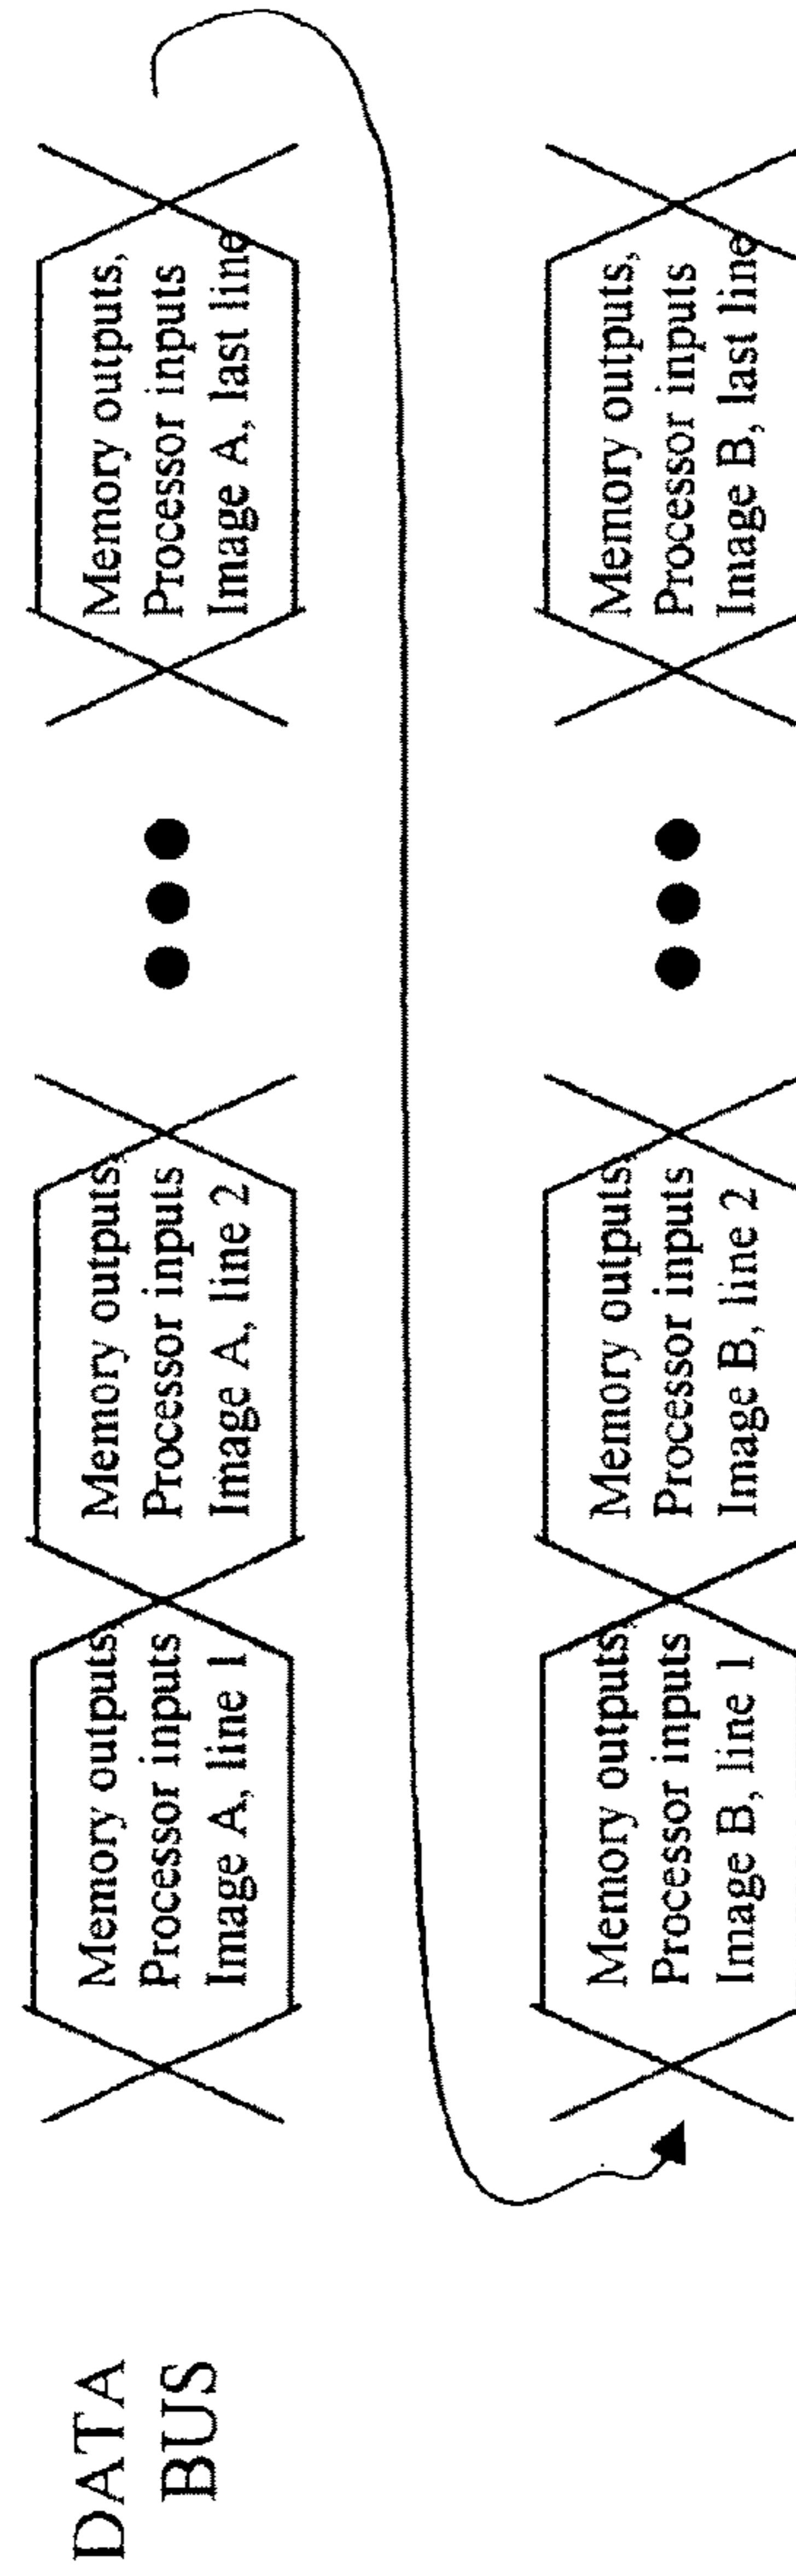 DATA
BUS
Memory outputs,
Processor inputs
Image A, line 1
Memory outputs,
Processor inputs
Image A, line 2
Memory outputs,
Processor inputs
Image A, last line
Memory outputs,
Processor inputs
Image B, line 1
Memory outputs,
Processor inputs
Image B, line 2
Memory outputs,
Processor inputs
Image B, last line